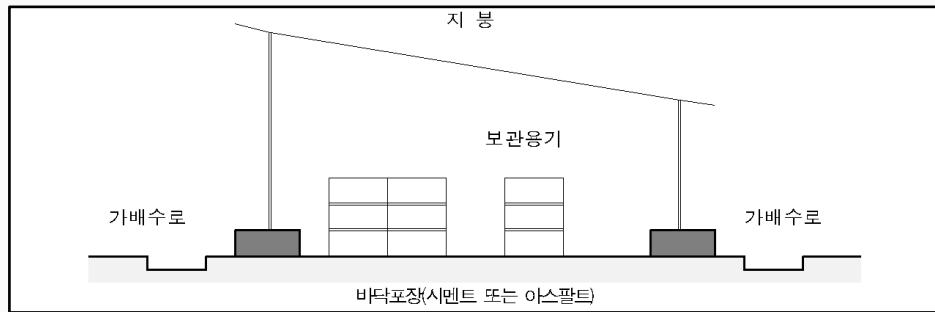 지 붕
보관용기
가배수로
가배수로
바닥포장(시멘트 또는 아스팔트)